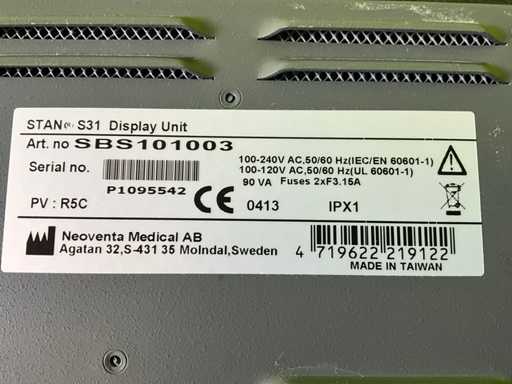 STAN® S31 Display Unit
Art. no SBS101003
Serial no.
P1095542
100-240V AC,50/60 Hz(IEC/EN 60601-1)
100-120V AC,50/60 Hz(UL 60601-1)
90 VA Fuses 2xF3.15A
PV : R5C
CE 0413 IPX1
Neoventa Medical AB
Agatan 32,S-431 35 Molndal,Sweden
4 719622 219122
MADE IN TAIWAN